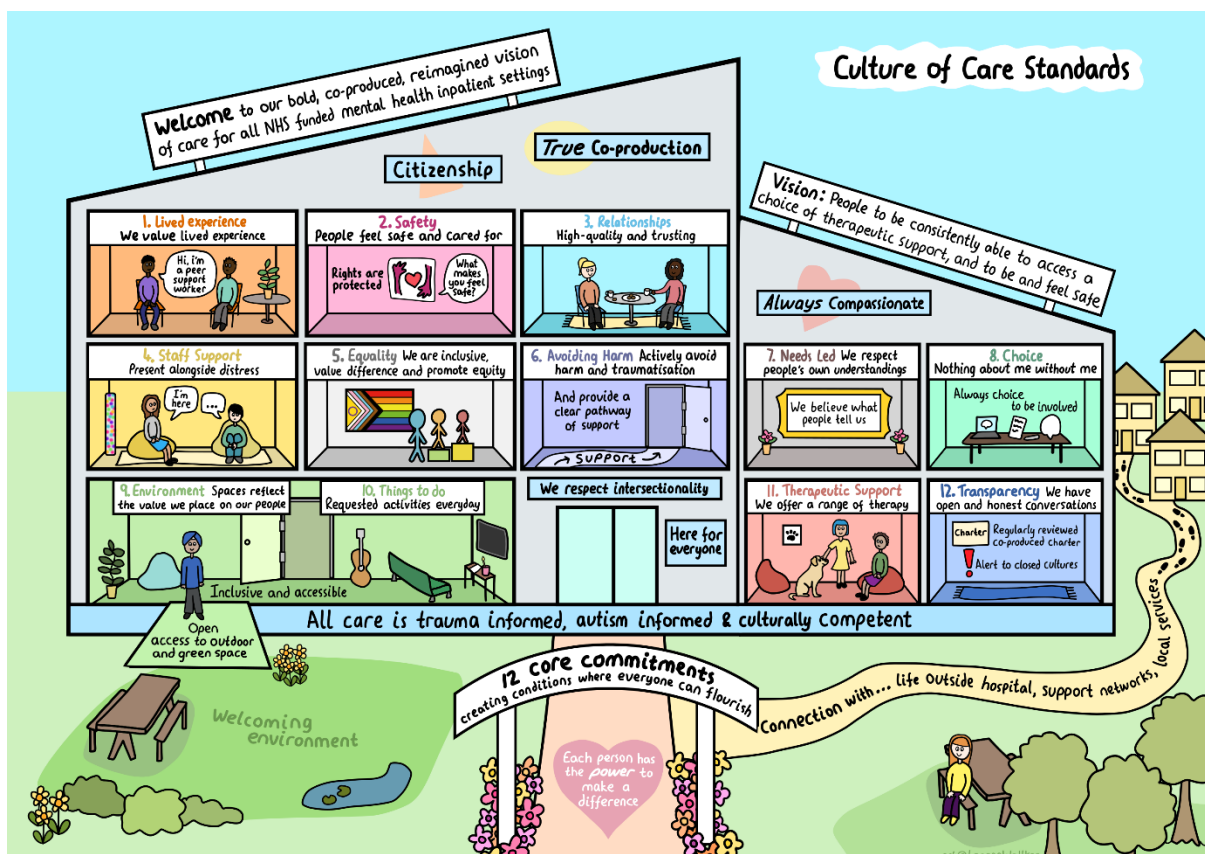 Culture of Care Standards
Welcome to our bold, co-produced, reimagined vision
of care for all NHS funded mental health inpatient settings
Citizenship
True Co-production
Vision: People to be consistently able to access a
choice of therapeutic support, and to be and feel safe
Always Compassionate
1. Lived experience
We value lived experience
Hi, i'm
a peer
support
worker
2. Safety
People feel safe and cared for
Rights are
protected
What
makes
you feel
safe?
3. Relationships
High-quality and trusting
4. Staff Support
Present alongside distress
I'm
here
...
5. Equality We are inclusive,
value difference and promote equity
6. Avoiding Harm Actively avoid
harm and traumatisation
And provide a
clear pathway
of support
→ Support →
7. Needs Led We respect
people's own understandings
We believe what
people tell us
8. Choice
Nothing about me without me
Always choice
to be involved
9. Environment Spaces reflect
the value we place on our people
10. Things to do
Requested activities everyday
Inclusive and accessible
Open
access to outdoor
and green space
We respect intersectionality
Here for
everyone
11. Therapeutic Support
We offer a range of therapy
12. Transparency We have
open and honest conversations
Charter
Regularly reviewed
co-produced charter
!
Alert to closed cultures
All care is trauma informed, autism informed & culturally competent
12 core commitments
creating conditions where everyone can flourish
Connection with... life outside hospital, support networks, local services
Welcoming
environment
Each person has
the power to
make a
difference